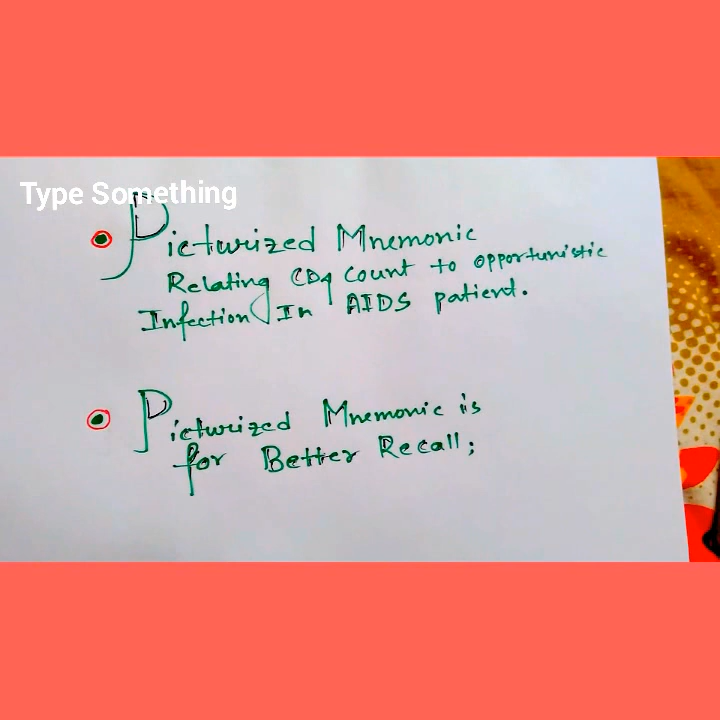 Type Something
Picturized Mnemonic
Relating CD4 Count to opportunistic
Infection In AIDS patient.
Picturized Mnemonic is
for Better Recall;